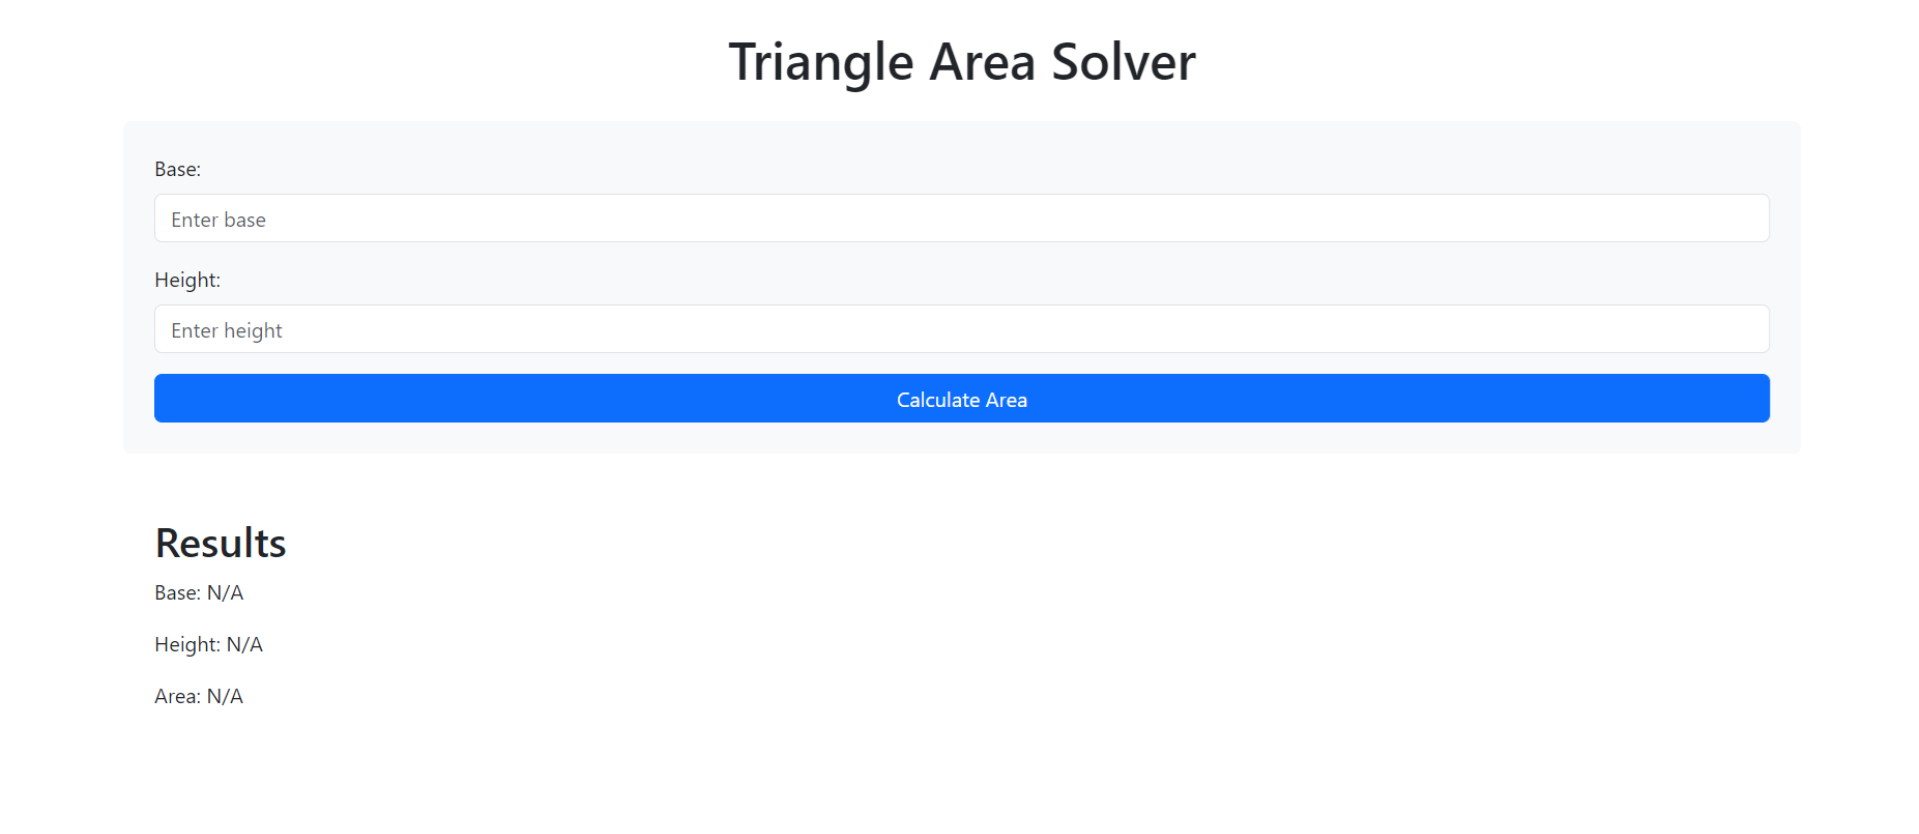 Triangle Area Solver
Base:
Enter base
Height:
Enter height
Calculate Area
Results
Base: N/A
Height: N/A
Area: N/A